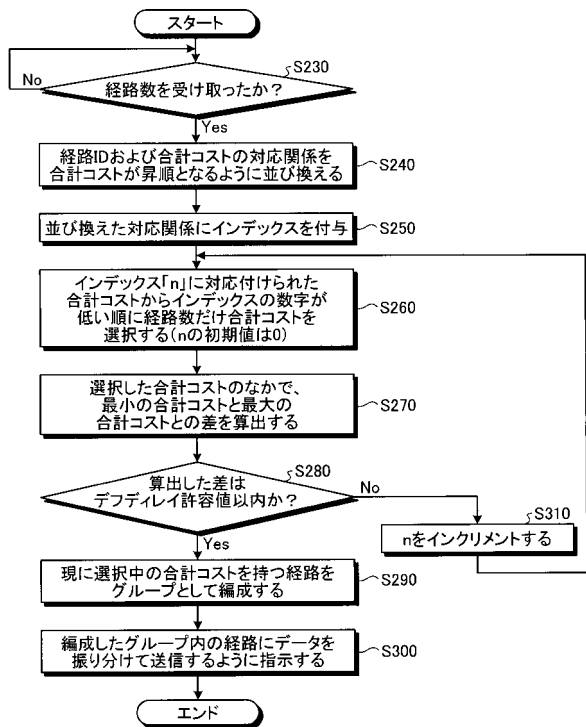 スタート
S230
経路数を受け取ったか?
No
Yes
経路IDおよび合計コストの対応関係を
合計コストが昇順となるように並び換える
S240
並び換えた対応関係にインデックスを付与
S250
インデックス「n」に対応付けられた
合計コストからインデックスの数字が
低い順に経路数だけ合計コストを
選択する(nの初期値は0)
S260
選択した合計コストのなかで、
最小の合計コストと最大の
合計コストとの差を算出する
S270
S280
算出した差は
デフディレイ許容値以内か?
No
S310
nをインクリメントする
Yes
現に選択中の合計コストを持つ経路を
グループとして編成する
S290
編成したグループ内の経路にデータを
振り分けて送信するように指示する
S300
エンド